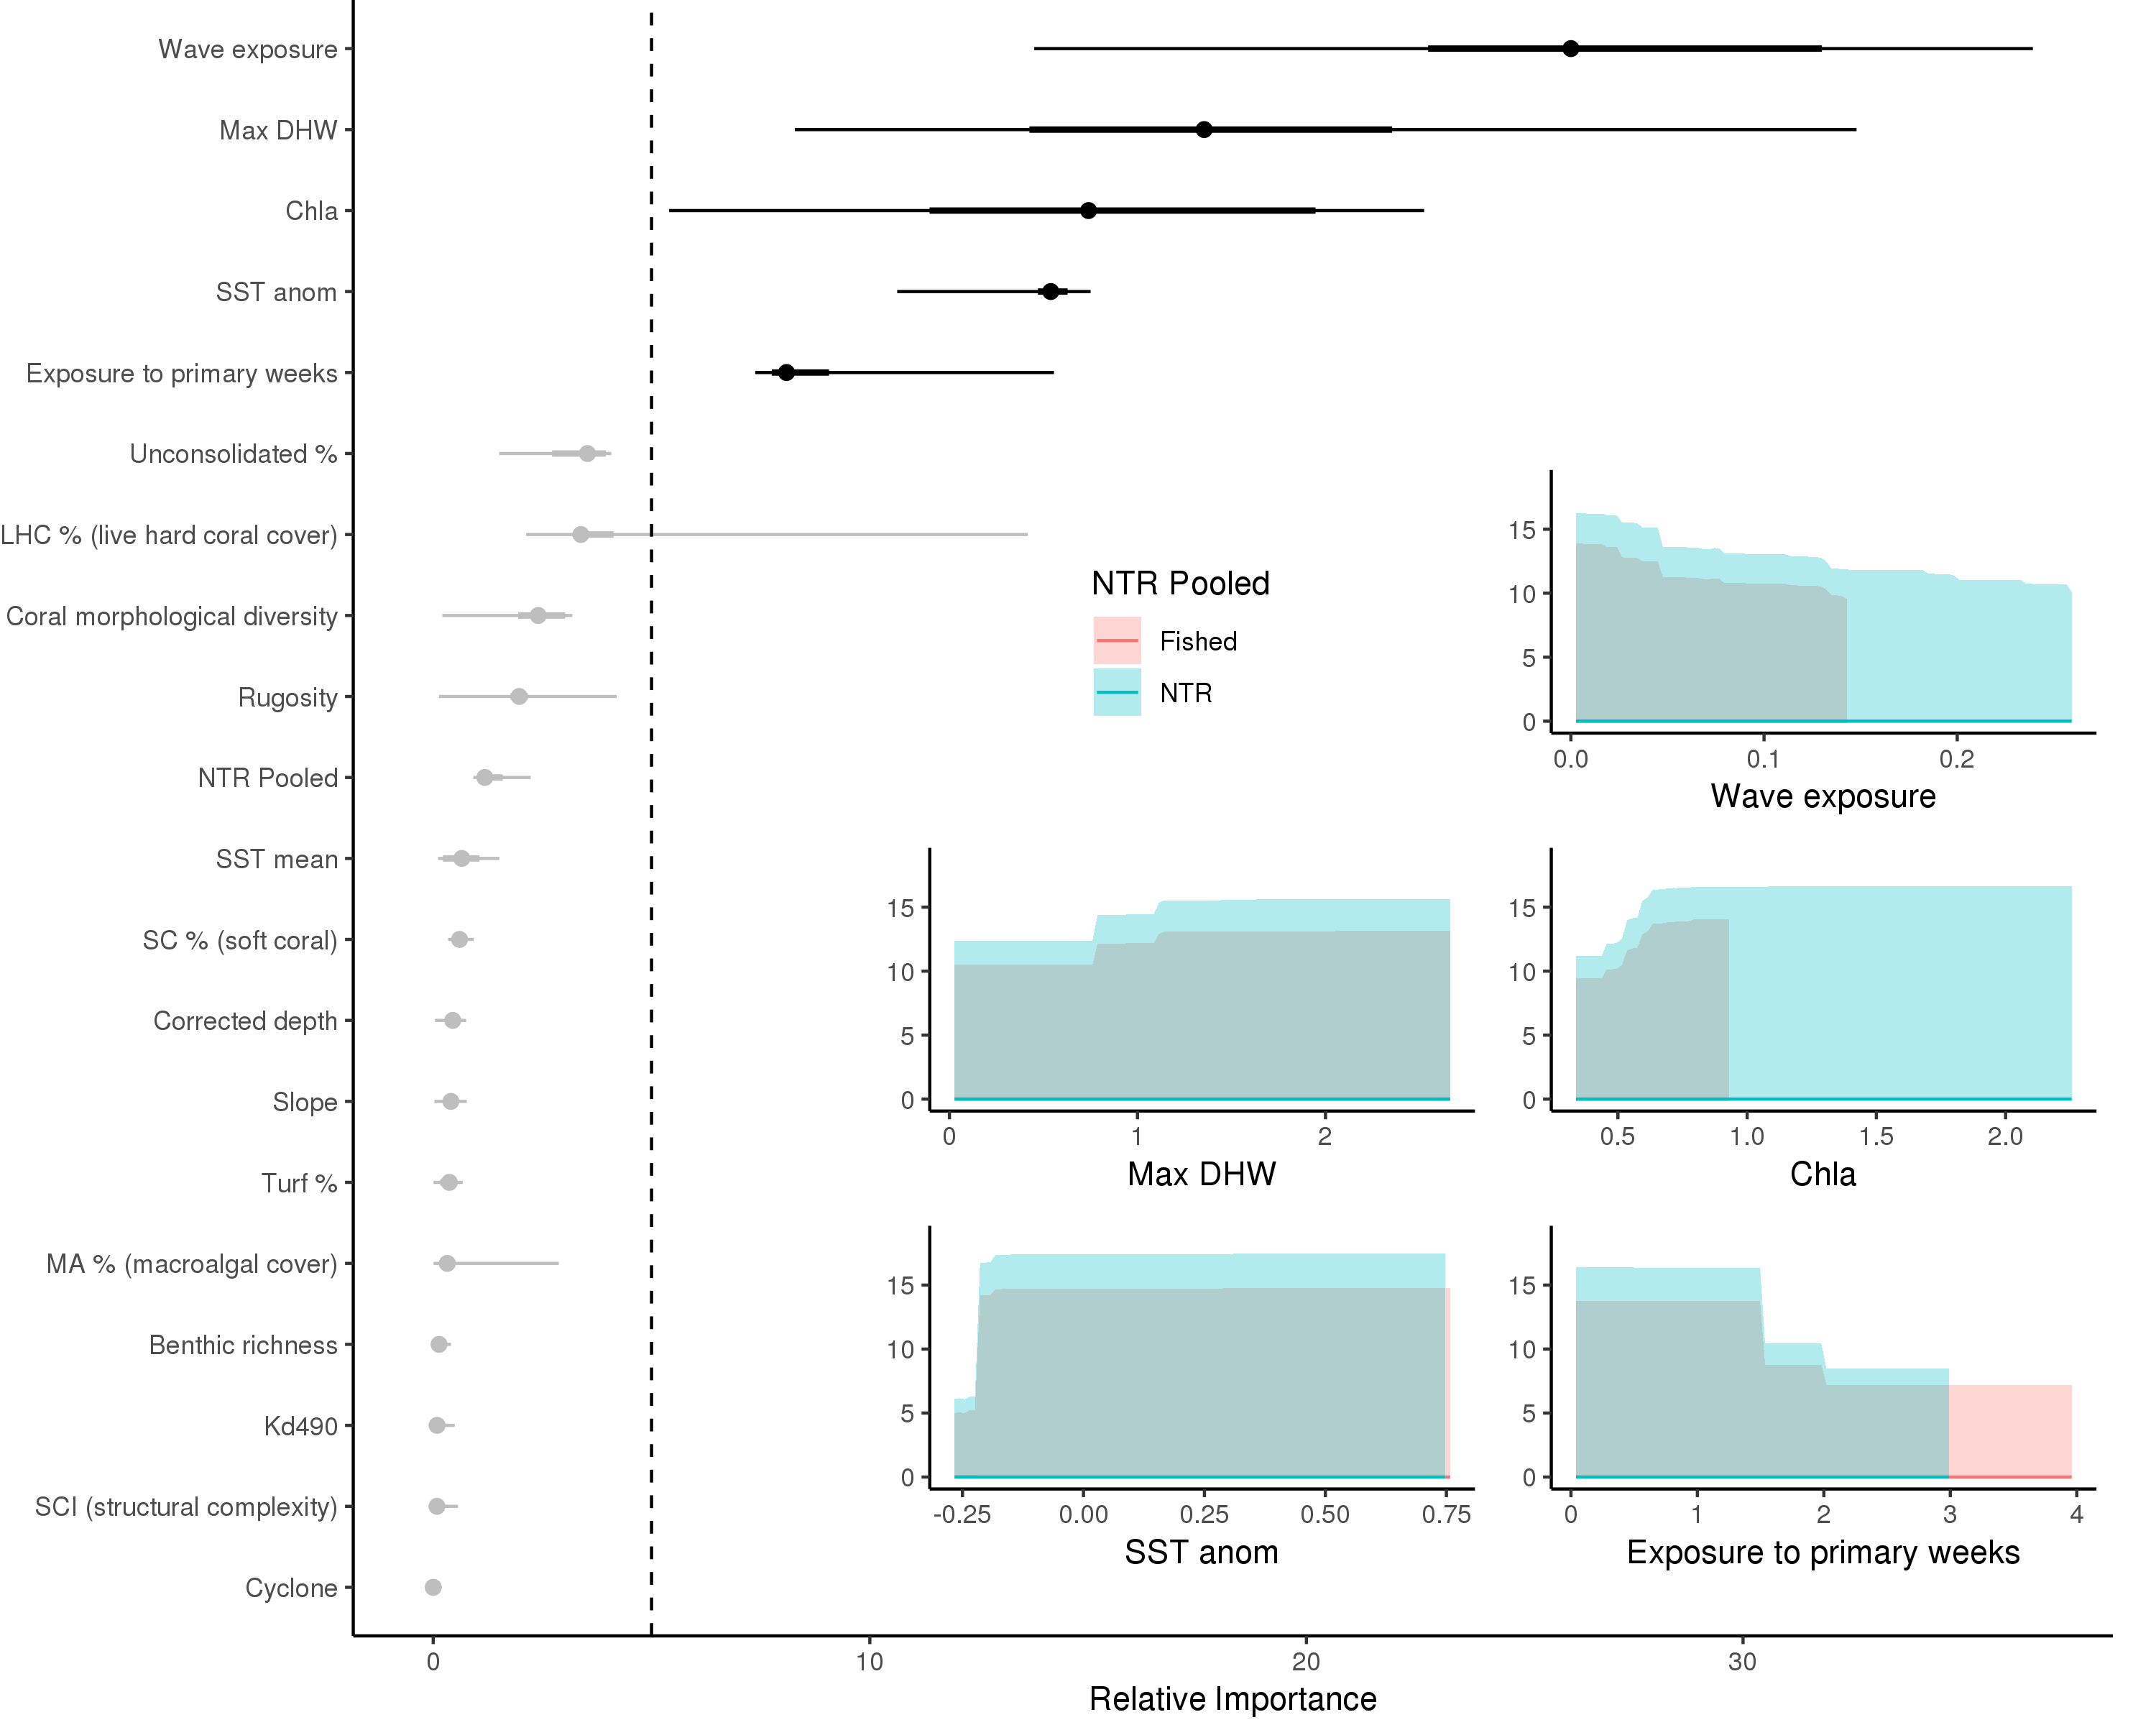 Wave exposure
Max DHW
Chla
SST anom
Exposure to primary weeks
Unconsolidated %
LHC % (live hard coral cover)
Coral morphological diversity
Rugosity
NTR Pooled
SST mean
SC % (soft coral)
Corrected depth
Slope
Turf %
MA % (macroalgal cover)
Benthic richness
Kd490
SCI (structural complexity)
Cyclone
0 10 20 30
Relative Importance
NTR Pooled
Fished
NTR
15
10
5
0
0.0 0.1 0.2
Wave exposure
15
10
5
0
0 1 2
Max DHW
15
10
5
0
0.5 1.0 1.5 2.0
Chla
15
10
5
0
-0.25 0.00 0.25 0.50 0.75
SST anom
15
10
5
0
0 1 2 3 4
Exposure to primary weeks